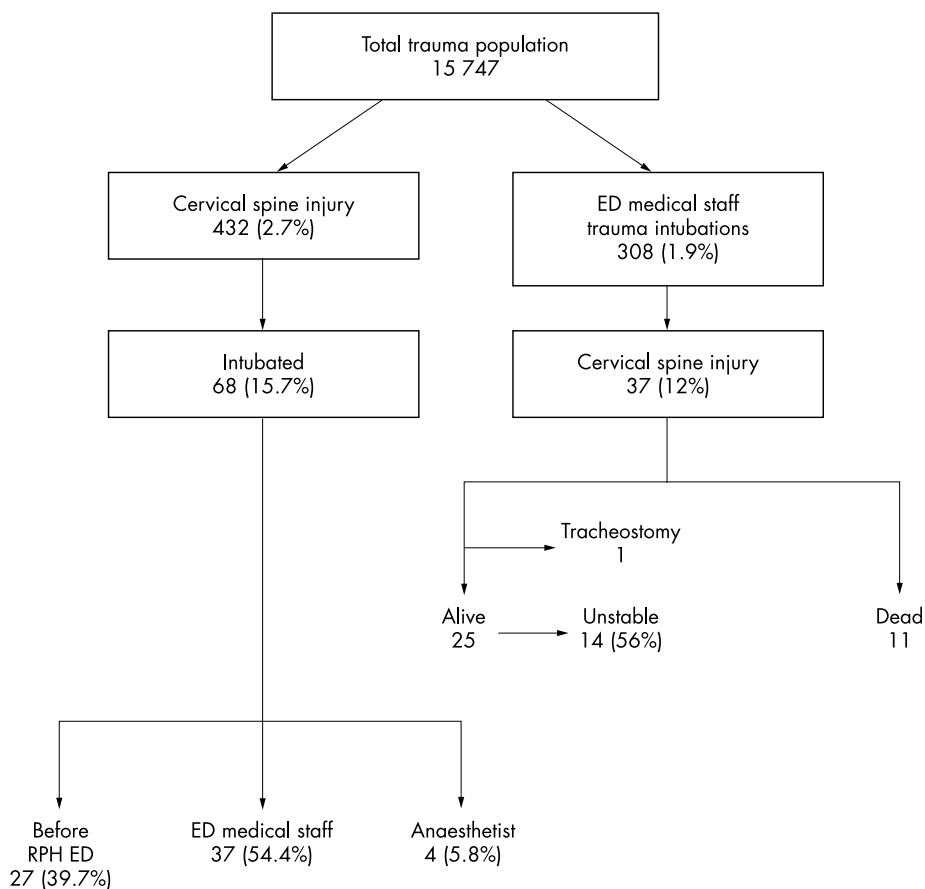 Total trauma population
15 747
Cervical spine injury
432 (2.7%)
ED medical staff
trauma intubations
308 (1.9%)
Intubated
68 (15.7%)
Cervical spine injury
37 (12%)
Tracheostomy
1
Alive
25
Unstable
14 (56%)
Dead
11
Before
RPH ED
27 (39.7%)
ED medical staff
37 (54.4%)
Anaesthetist
4 (5.8%)